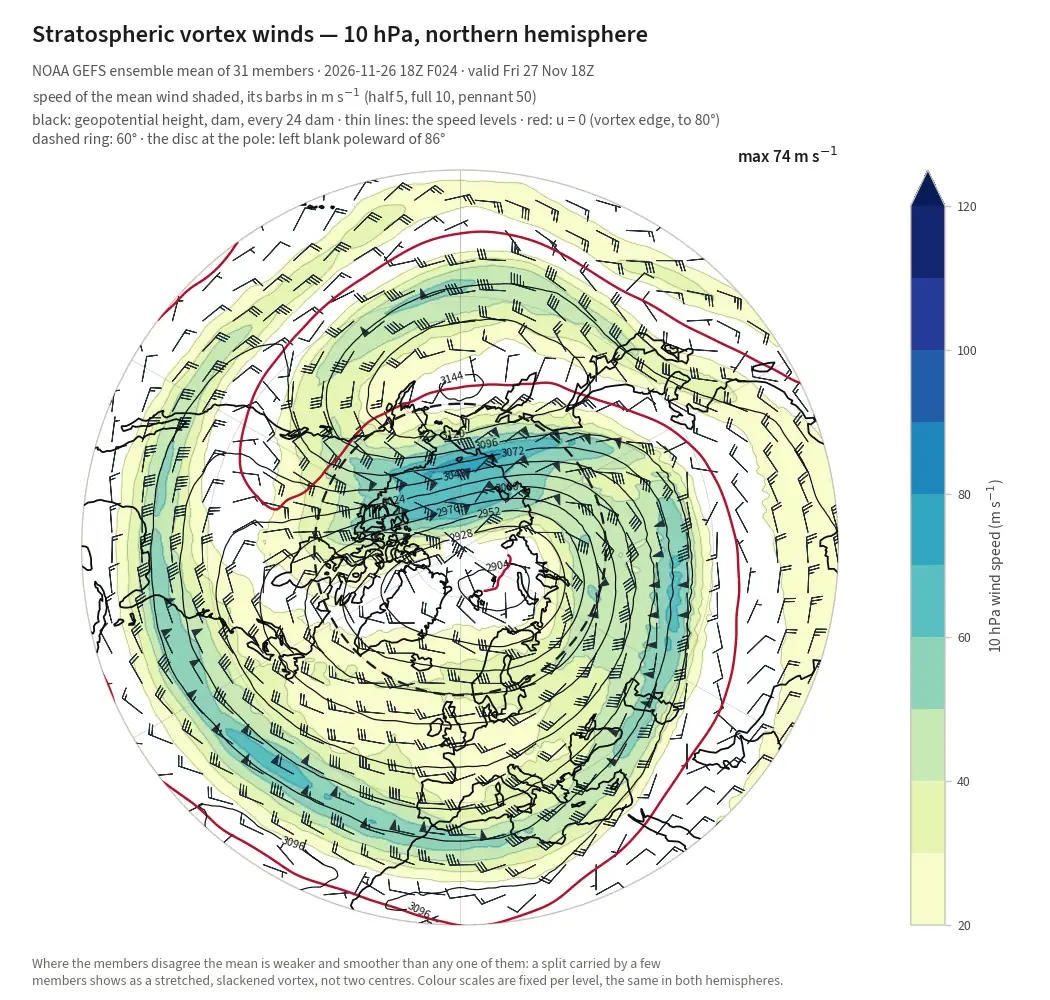 Stratospheric vortex winds — 10 hPa, northern hemisphere
NOAA GEFS ensemble mean of 31 members · 2026-11-26 18Z F024 · valid Fri 27 Nov 18Z
speed of the mean wind shaded, its barbs in m s⁻¹ (half 5, full 10, pennant 50)
black: geopotential height, dam, every 24 dam · thin lines: the speed levels · red: u = 0 (vortex edge, to 80°)
dashed ring: 60° · the disc at the pole: left blank poleward of 86°
max 74 m s⁻¹
120
100
80
60
40
20
10 hPa wind speed (m s⁻¹)
3144
3096
3072
2976
2952
2928
2904
3096
3096
Where the members disagree the mean is weaker and smoother than any one of them: a split carried by a few
members shows as a stretched, slackened vortex, not two centres. Colour scales are fixed per level, the same in both hemispheres.